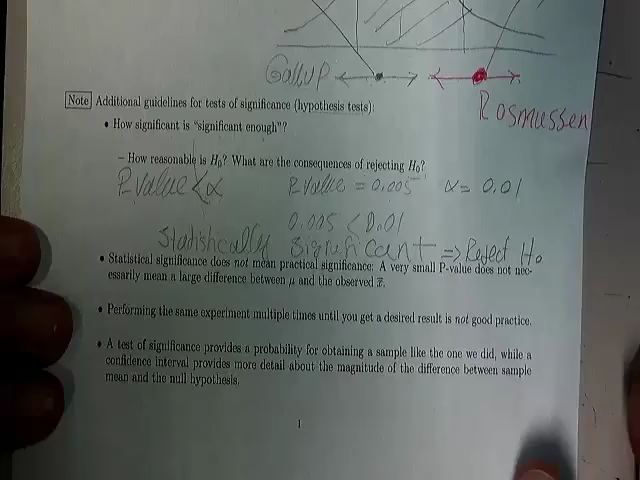 GallUP
Rosmussen
Note Additional guidelines for tests of significance (hypothesis tests):
• How significant is "significant enough"?
– How reasonable is H₀? What are the consequences of rejecting H₀?
P value < α P value = 0.005 α = 0.01
0.005 < 0.01
Statistically Significant => Reject H₀
• Statistical significance does not mean practical significance: A very small P-value does not nec-
essarily mean a large difference between μ and the observed x̅.
• Performing the same experiment multiple times until you get a desired result is not good practice.
• A test of significance provides a probability for obtaining a sample like the one we did, while a
confidence interval provides more detail about the magnitude of the difference between sample
mean and the null hypothesis.
1